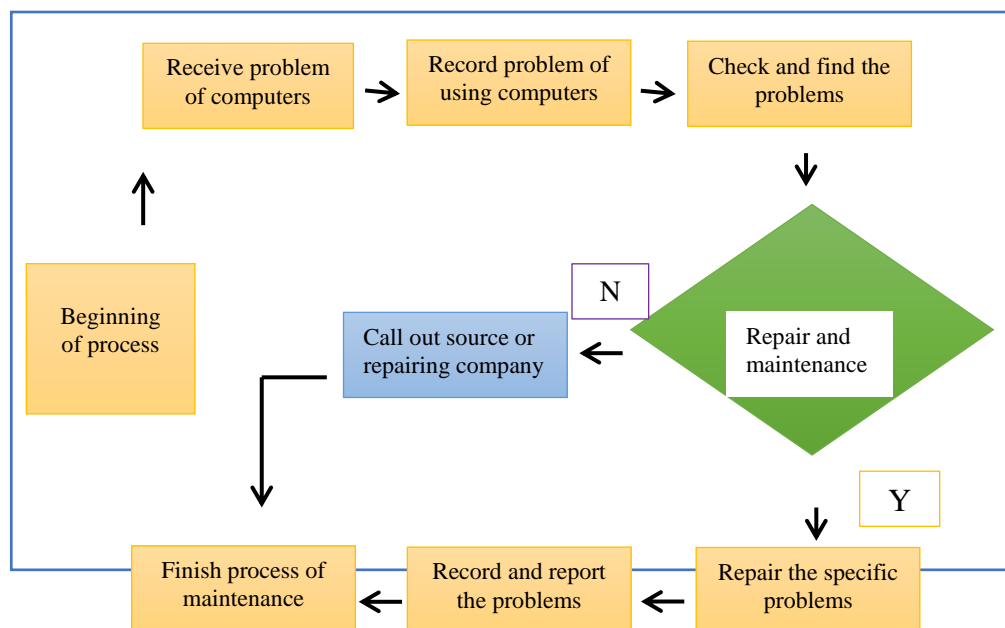 Beginning
of process
Receive problem
of computers
Record problem of
using computers
Check and find the
problems
Repair and
maintenance
N
Call out source or
repairing company
Y
Repair the specific
problems
Record and report
the problems
Finish process of
maintenance